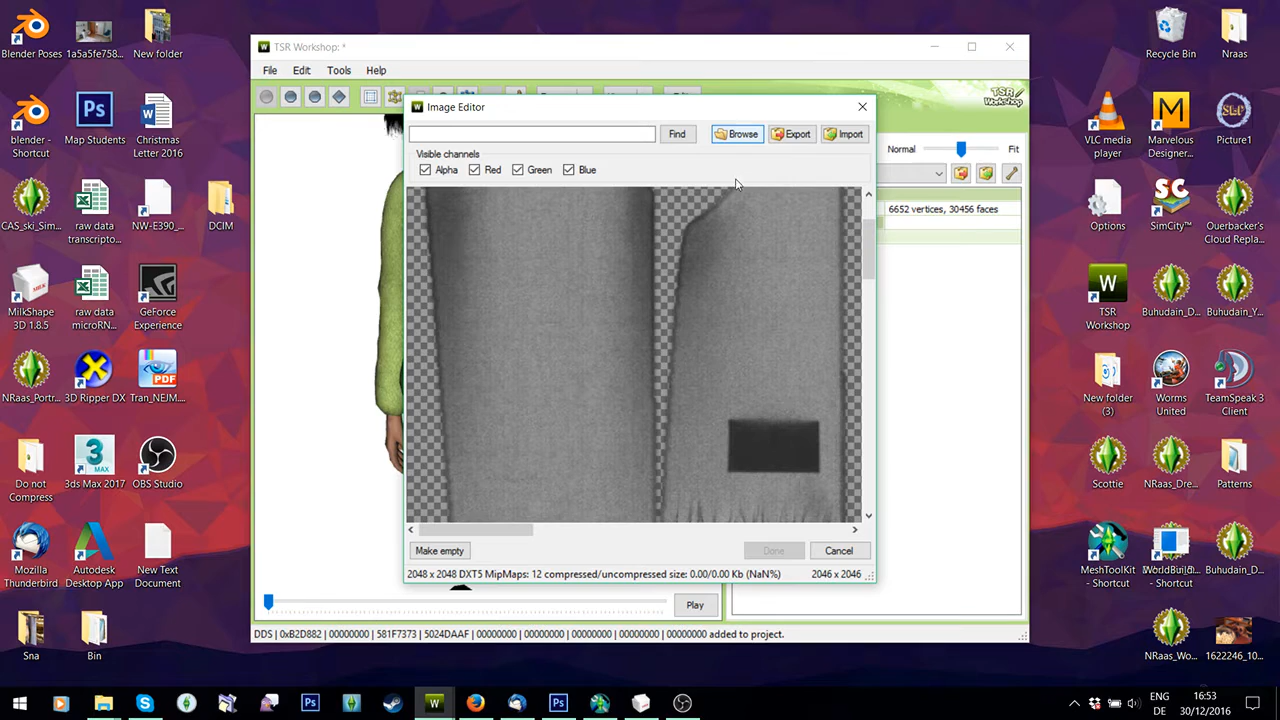 TSR Workshop: *
File Edit Tools Help
TSR
Workshop
Image Editor
Find Browse Export Import
Visible channels
Alpha Red Green Blue
Normal Fit
6652 vertices, 30456 faces
Make empty Done Cancel
2048 x 2048 DXT5 MipMaps: 12 compressed/uncompressed size: 0.00/0.00 Kb (NaN%) 2046 x 2046
Play
DDS | 0xB2D882 | 00000000 | 581F7373 | 5024DAAF | 00000000 | 00000000 | 00000000 | 00000000 | 00000000 added to project.
Blender Poses
1a5a5fe758...
New folder
blender -
Shortcut
Map Students
Christmas
Letter 2016
CAS_ski_Sim...
raw data
transcripto...
NW-E390_...
DCIM
MilkShape
3D 1.8.5
raw data
microRN...
GeForce
Experience
NRaas_Portr...
3D Ripper DX
Tran_NEJM...
Do not
Compress
3ds Max 2017
OBS Studio
Mozilla
Thunderbird
Autodesk
Desktop App
New Text
Document
Sna
Bin
Recycle Bin
Nraas
VLC media
player
Marvelous
Designer...
Picture1
Options
SimCity™
Ouerbacker's
Cloud Repla...
TSR
Workshop
Buhudain_D...
Buhudain_Y...
New folder
(3)
Worms
United
TeamSpeak 3
Client
Scottie
NRaas_Dre...
Patterns
MeshToolKit
- Shortcut
WorldBuild...
- Shortcut
Buhudain_D...
NRaas_Wo...
1622246_10...
ENG
DE
16:53
30/12/2016